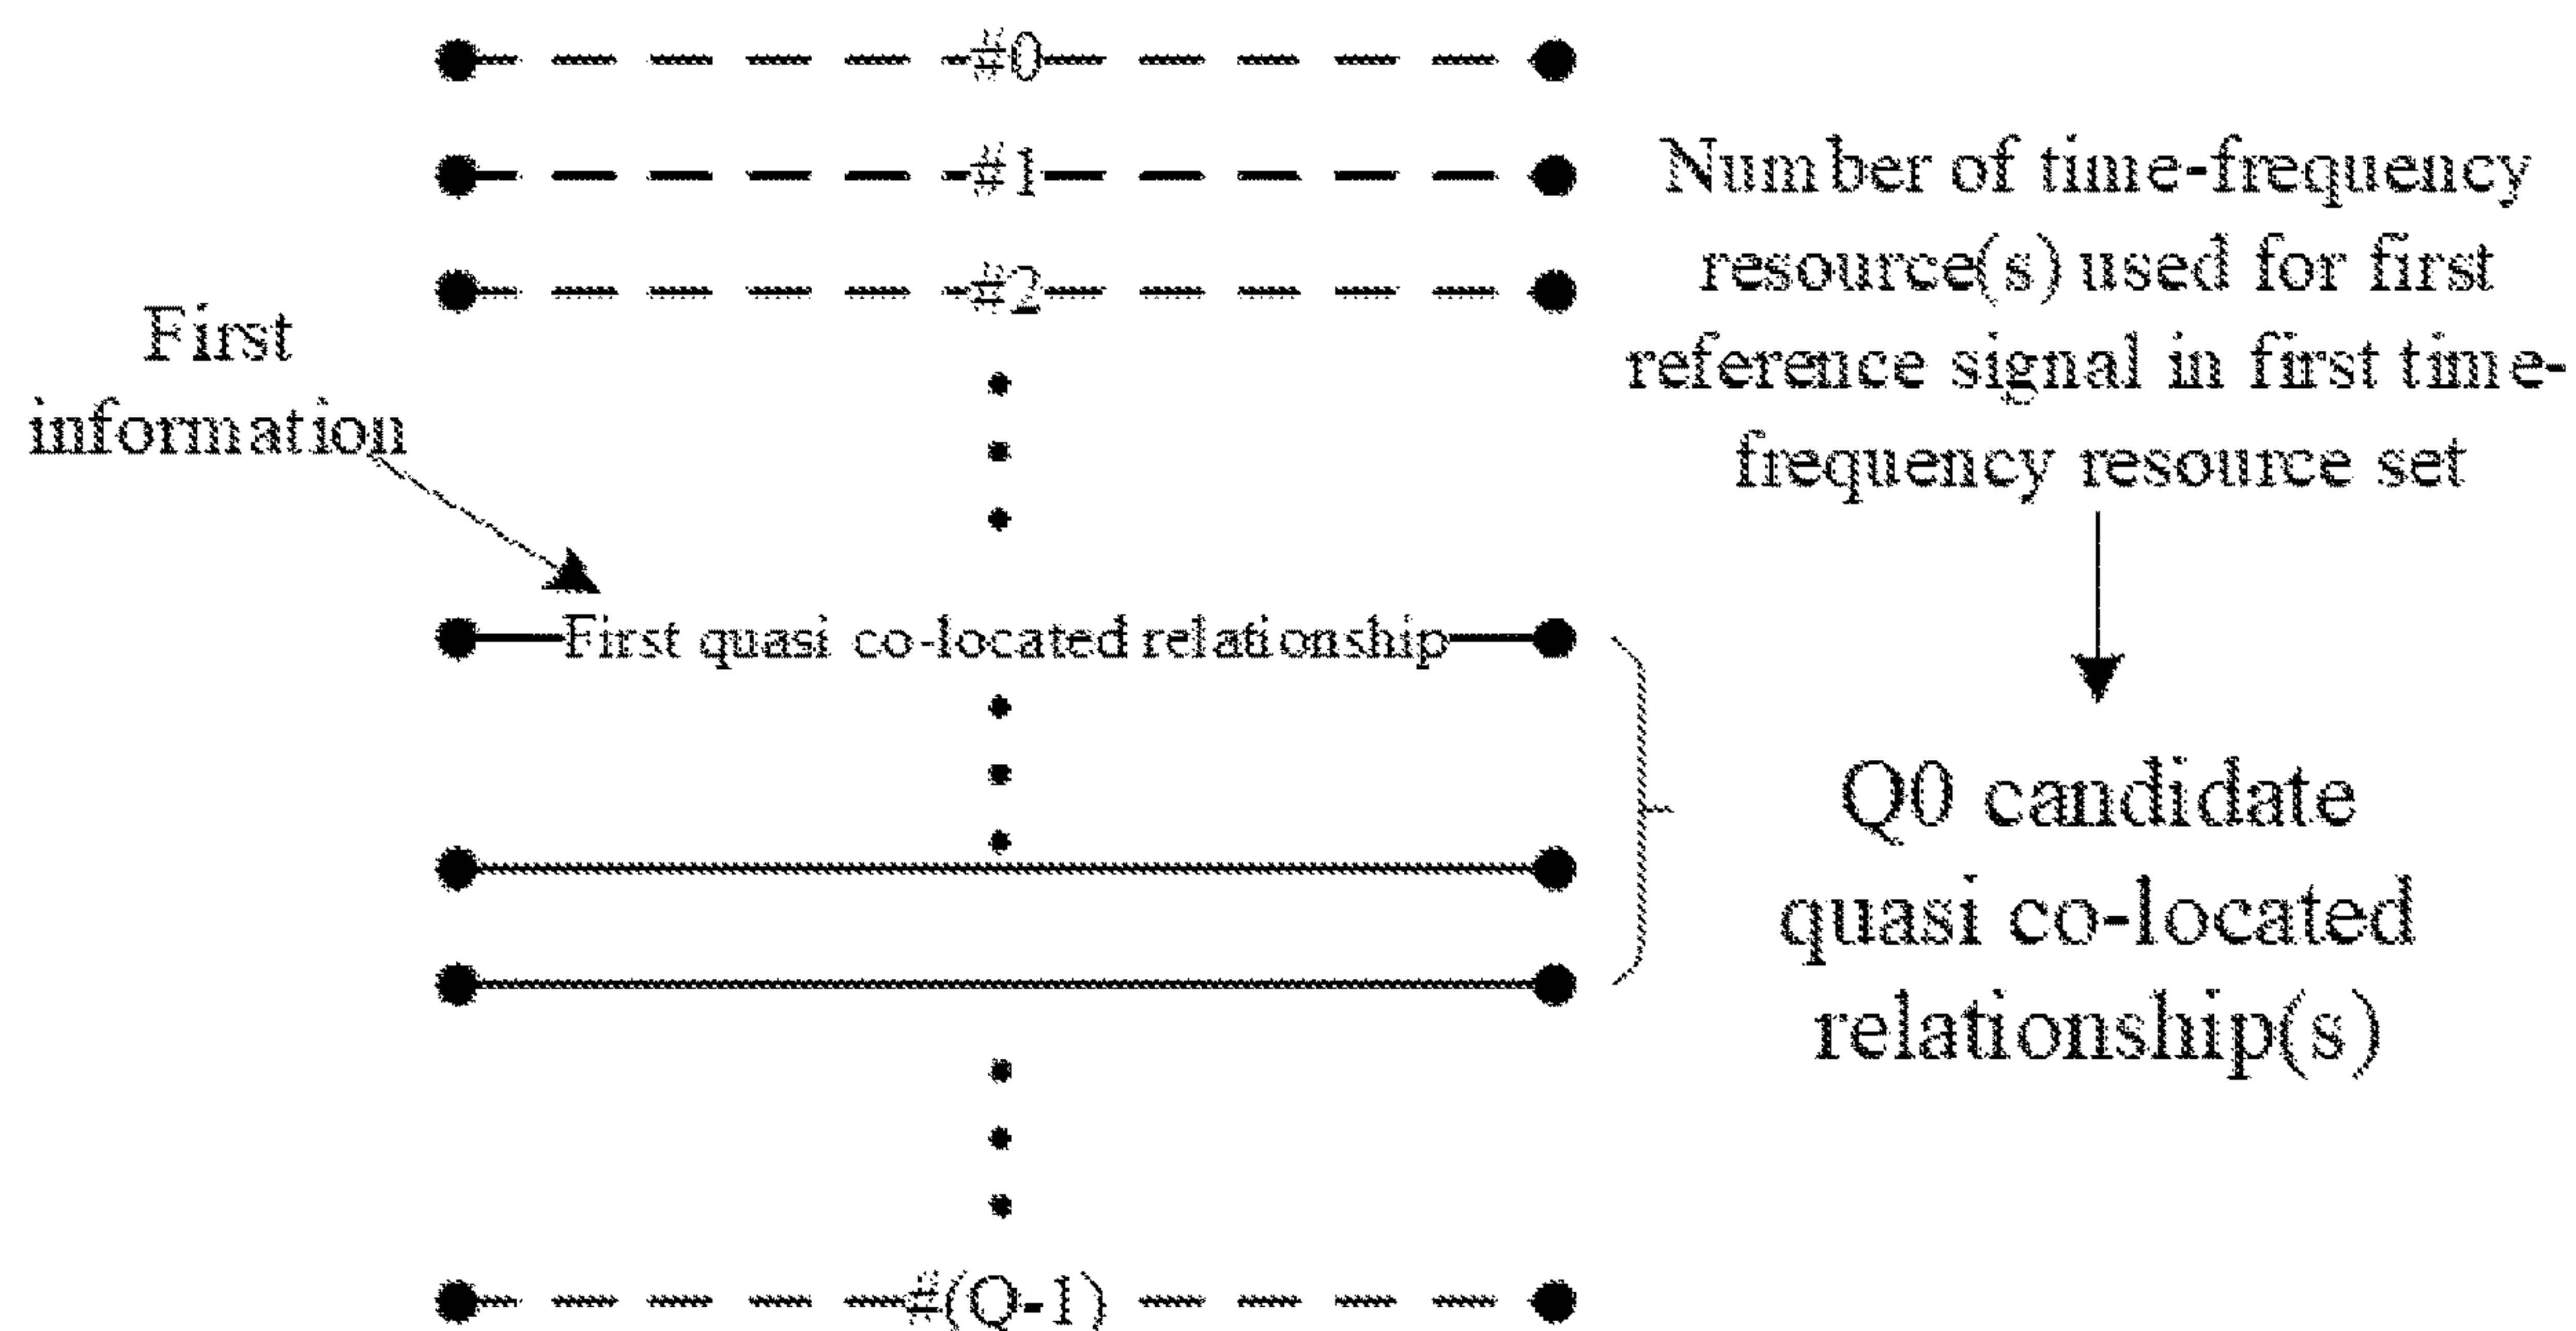 #0
#1
#2
First
information
First quasi co-located relationship
#(Q-1)
Number of time-frequency
resource(s) used for first
reference signal in first time-
frequency resource set
Q0 candidate
quasi co-located
relationship(s)